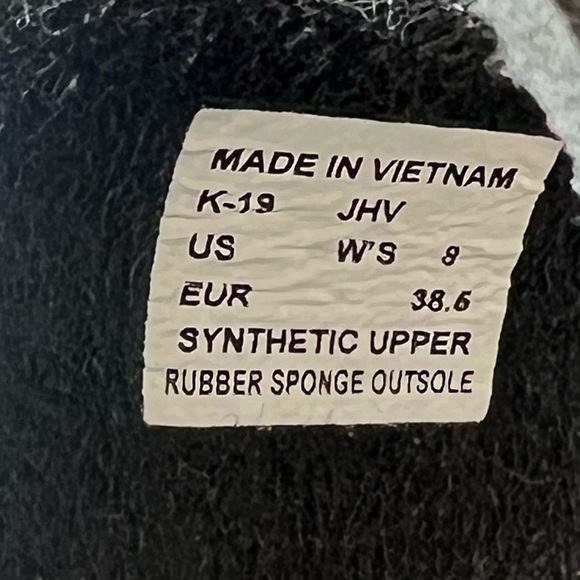 MADE IN VIETNAM
K-19 JHV
US W'S 8
EUR 38.5
SYNTHETIC UPPER
RUBBER SPONGE OUTSOLE